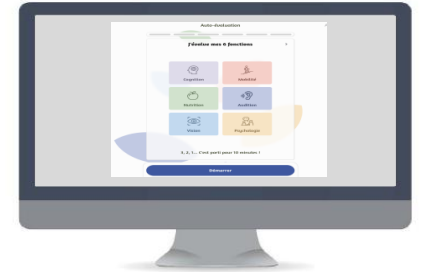 Auto-évaluation
J'évalue mes 6 fonctions
Cognition
Mobilité
Nutrition
Audition
Vision
Psychologie
3, 2, 1... C'est parti pour 10 minutes !
Démarrer